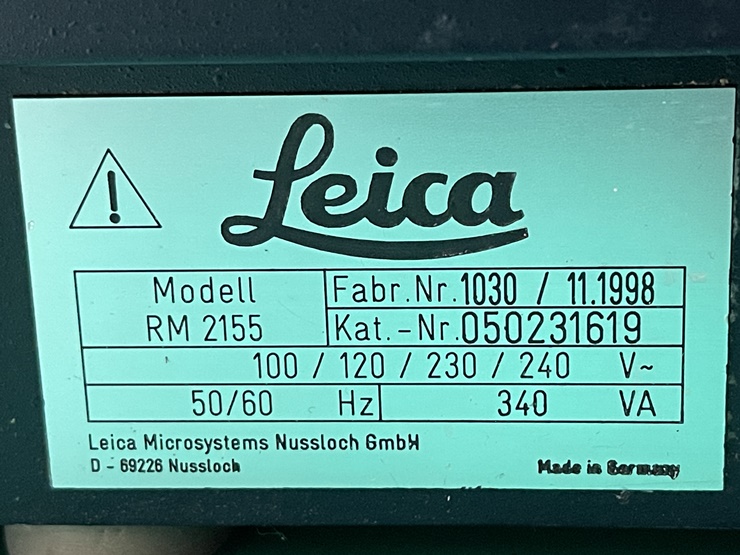 Leica
Modell
RM 2155
Fabr.Nr.1030 / 11.1998
Kat.-Nr.050231619
100 / 120 / 230 / 240 V~
50/60 Hz
340 VA
Leica Microsystems Nussloch GmbH
D - 69226 Nussloch
Made in Germany